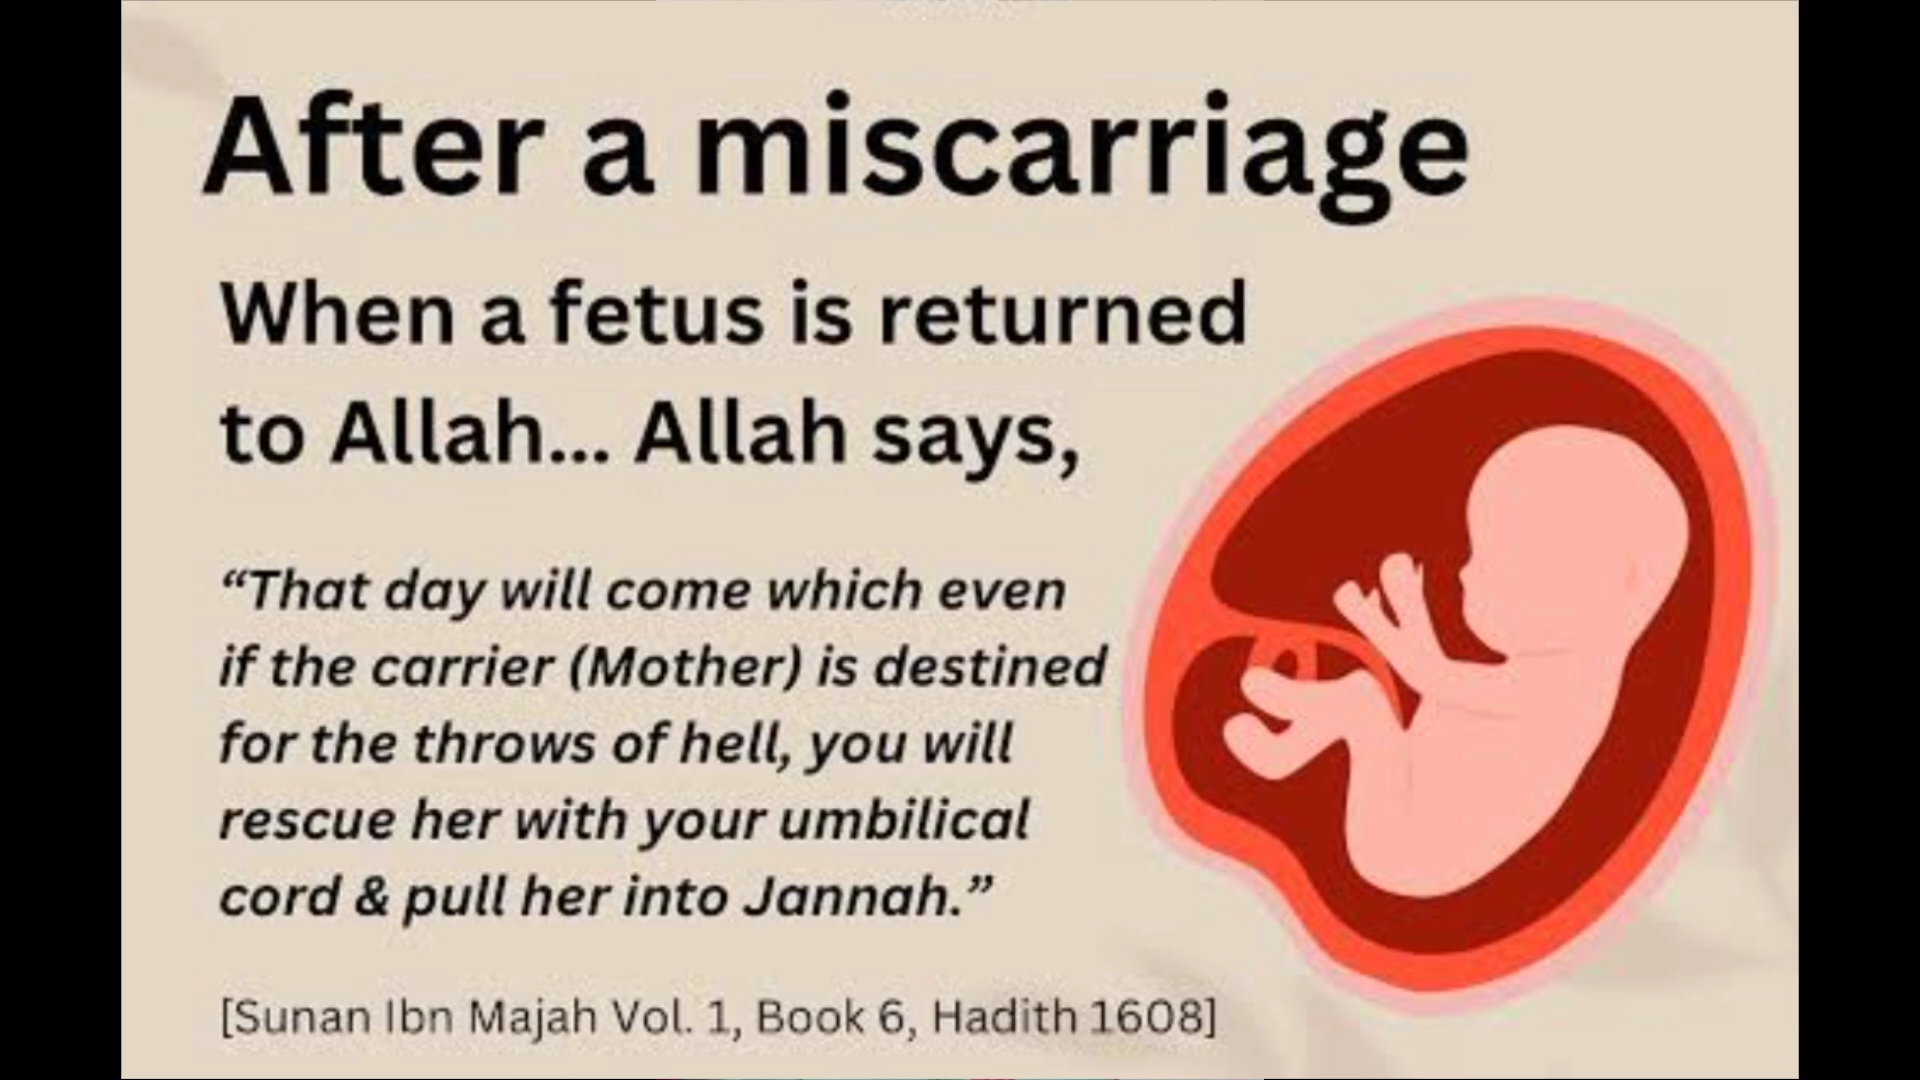 After a miscarriage
When a fetus is returned
to Allah... Allah says,
“That day will come which even
if the carrier (Mother) is destined
for the throws of hell, you will
rescue her with your umbilical
cord & pull her into Jannah.”
[Sunan Ibn Majah Vol. 1, Book 6, Hadith 1608]